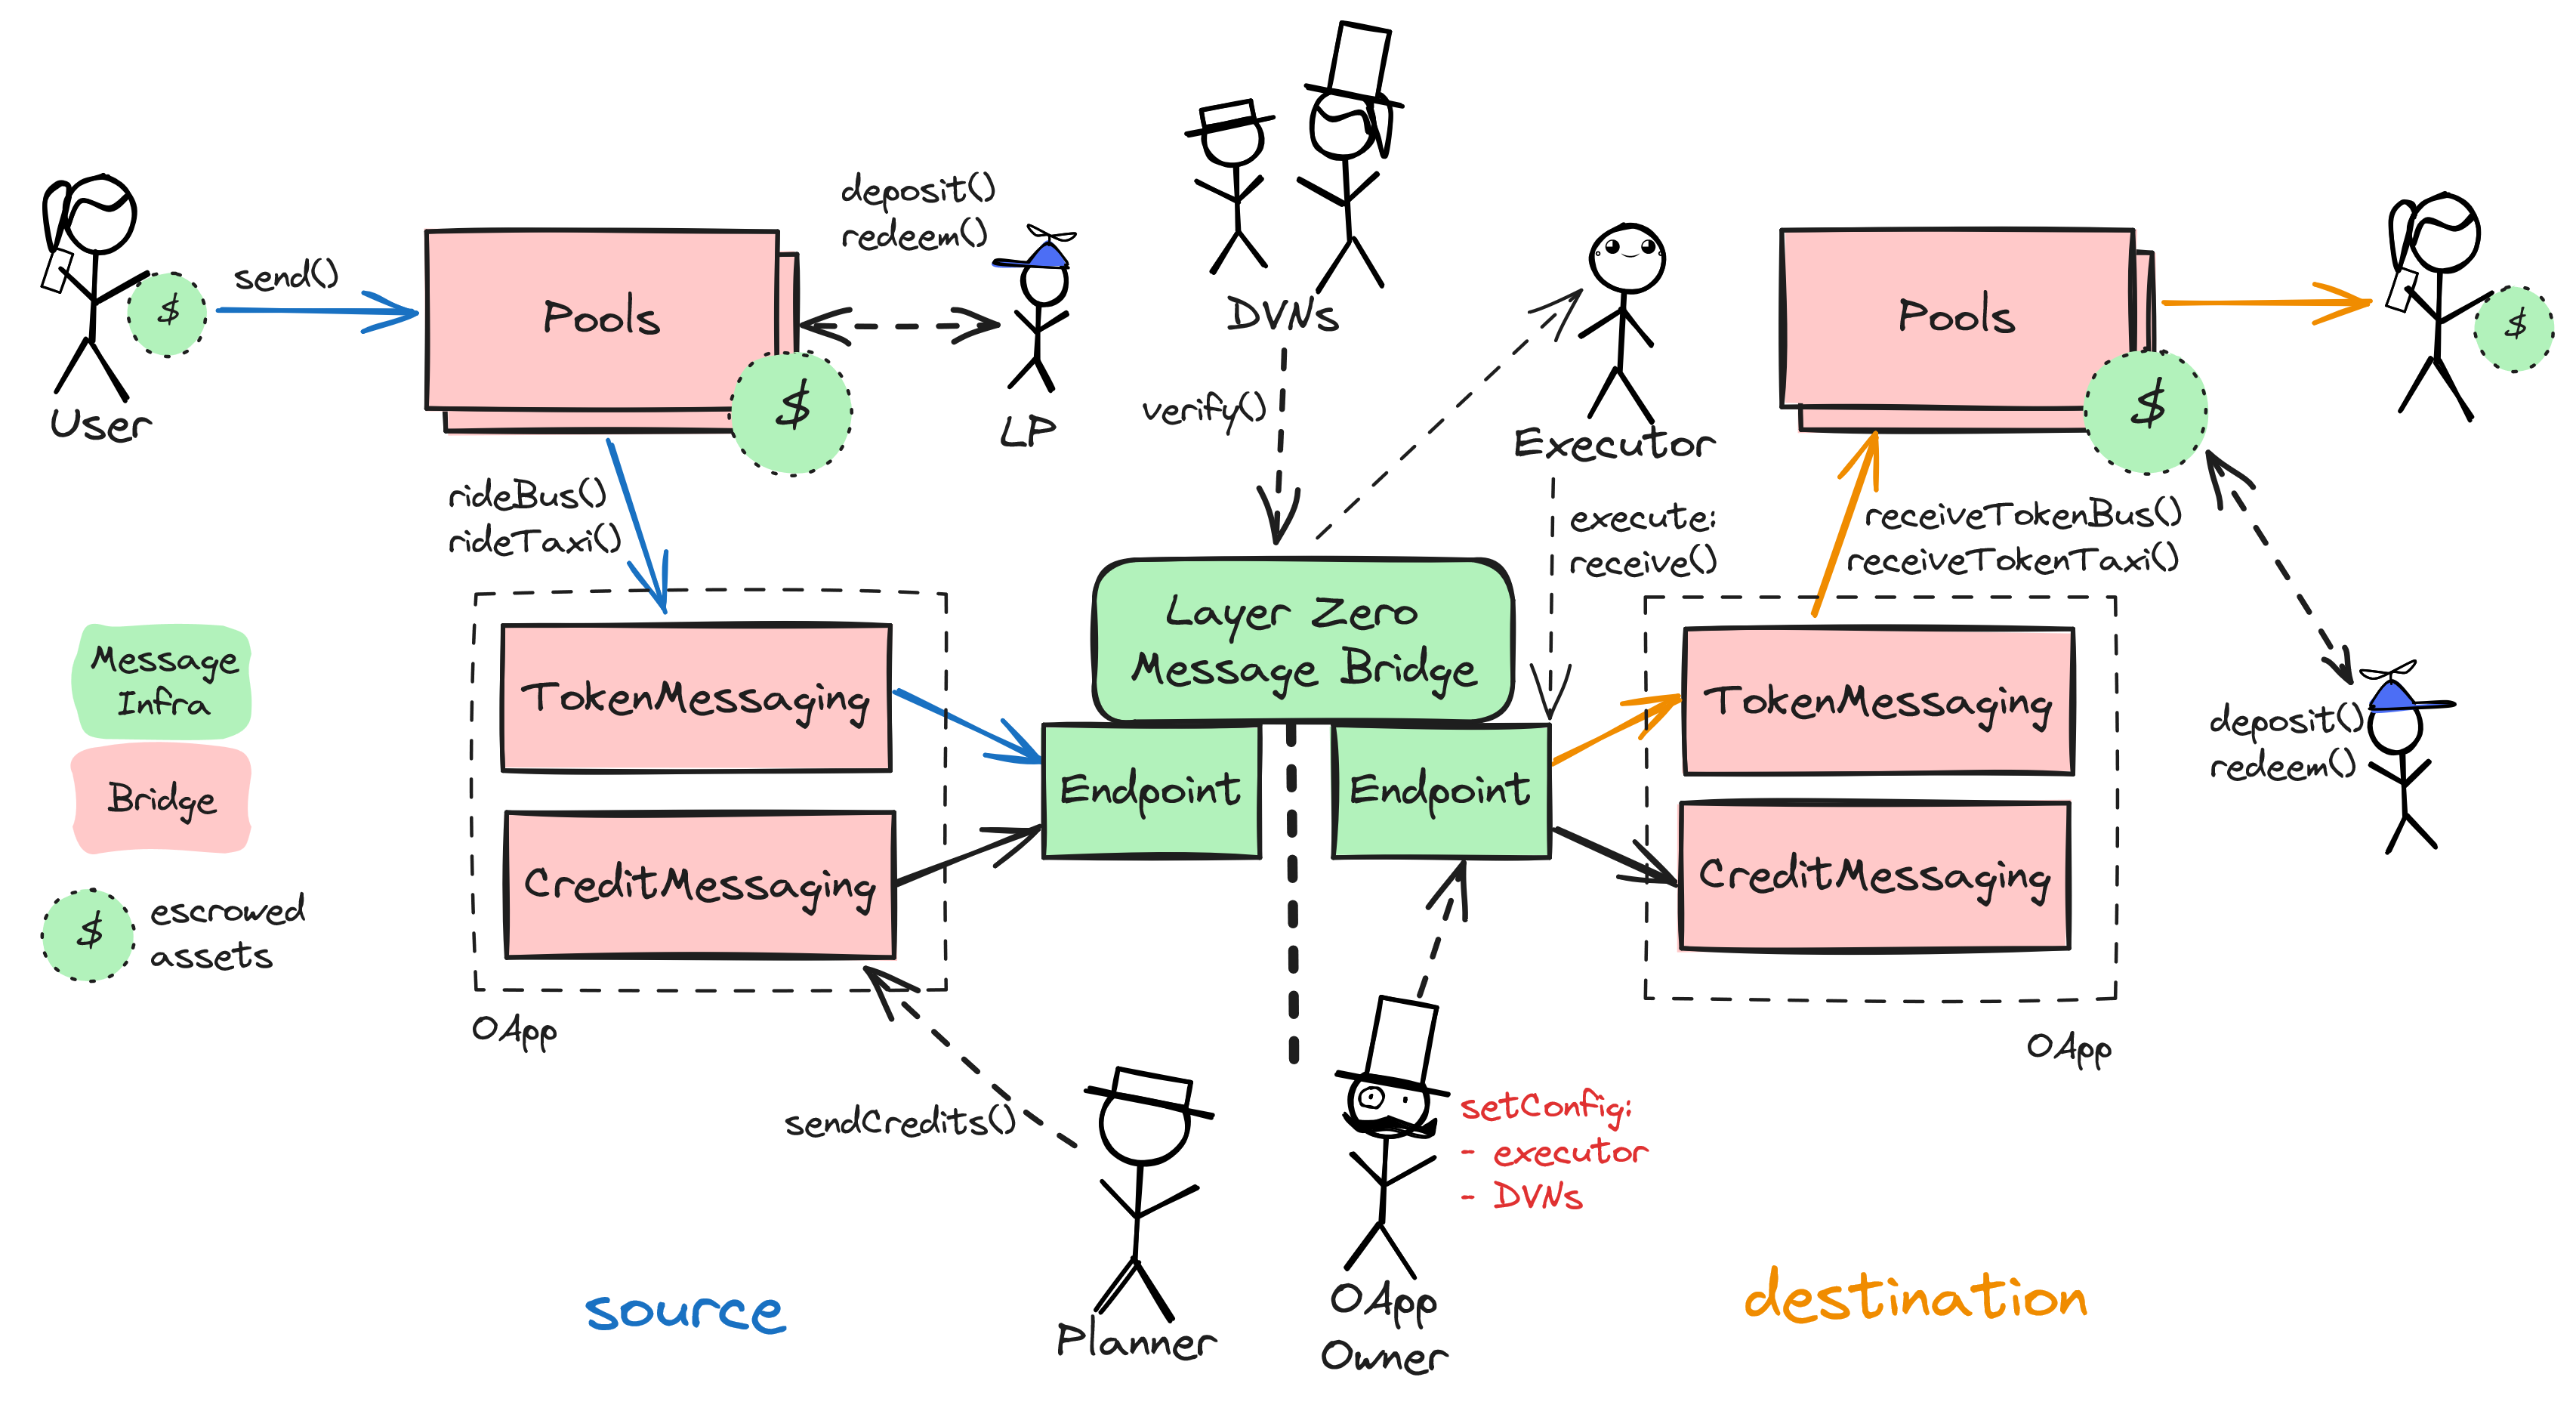 send()
User
$
Pools
$
deposit()
redeem()
LP
rideBus()
rideTaxi()
Message
Infra
Bridge
$
escrowed
assets
TokenMessaging
CreditMessaging
OApp
sendCredits()
Planner
source
DVNs
verify()
Layer Zero
Message Bridge
Endpoint
Endpoint
Executor
execute:
receive()
setConfig:
- executor
- DVNs
OApp
Owner
Pools
$
$
receiveTokenBus()
receiveTokenTaxi()
TokenMessaging
CreditMessaging
OApp
deposit()
redeem()
destination